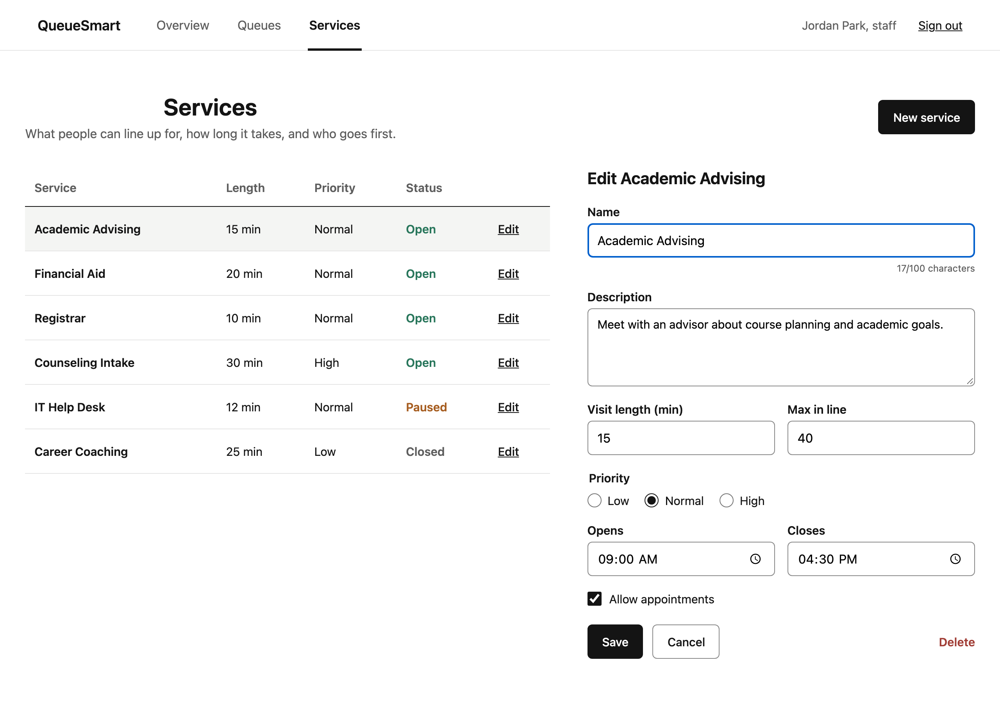 QueueSmart Overview Queues Services Jordan Park, staff Sign out
Services
What people can line up for, how long it takes, and who goes first.
New service
Service Length Priority Status
Academic Advising 15 min Normal Open Edit
Financial Aid 20 min Normal Open Edit
Registrar 10 min Normal Open Edit
Counseling Intake 30 min High Open Edit
IT Help Desk 12 min Normal Paused Edit
Career Coaching 25 min Low Closed Edit
Edit Academic Advising
Name
Academic Advising
17/100 characters
Description
Meet with an advisor about course planning and academic goals.
Visit length (min) Max in line
15 40
Priority
Low Normal High
Opens Closes
09:00 AM 04:30 PM
Allow appointments
Save Cancel Delete